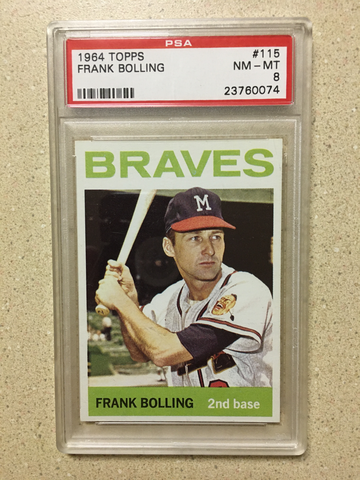 PSA
1964 TOPPS #115
FRANK BOLLING NM - MT
8
23760074
BRAVES
M
FRANK BOLLING 2nd base